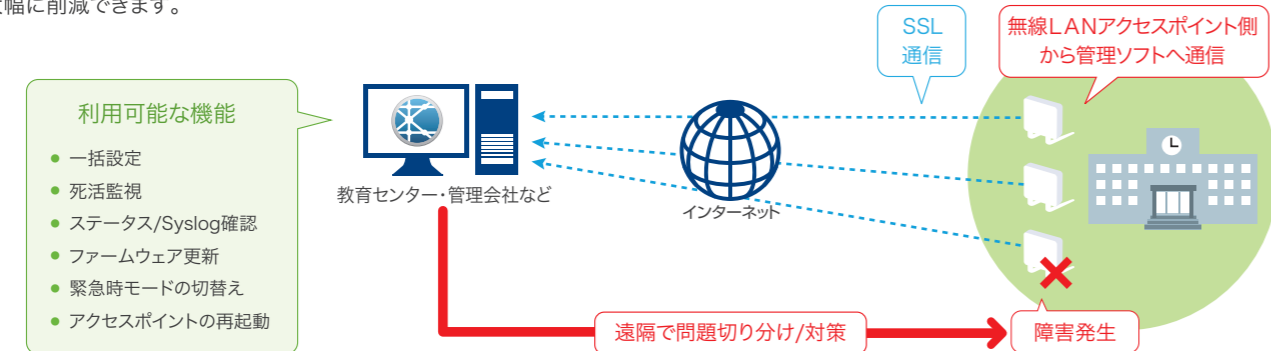 幅に削減できます。
SSL
通信
無線LANアクセスポイント側
から管理ソフトへ通信
利用可能な機能
● 一括設定
● 死活監視
● ステータス/Syslog確認
● ファームウェア更新
● 緊急時モードの切替え
● アクセスポイントの再起動
教育センター・管理会社など
インターネット
遠隔で問題切り分け/対策
障害発生